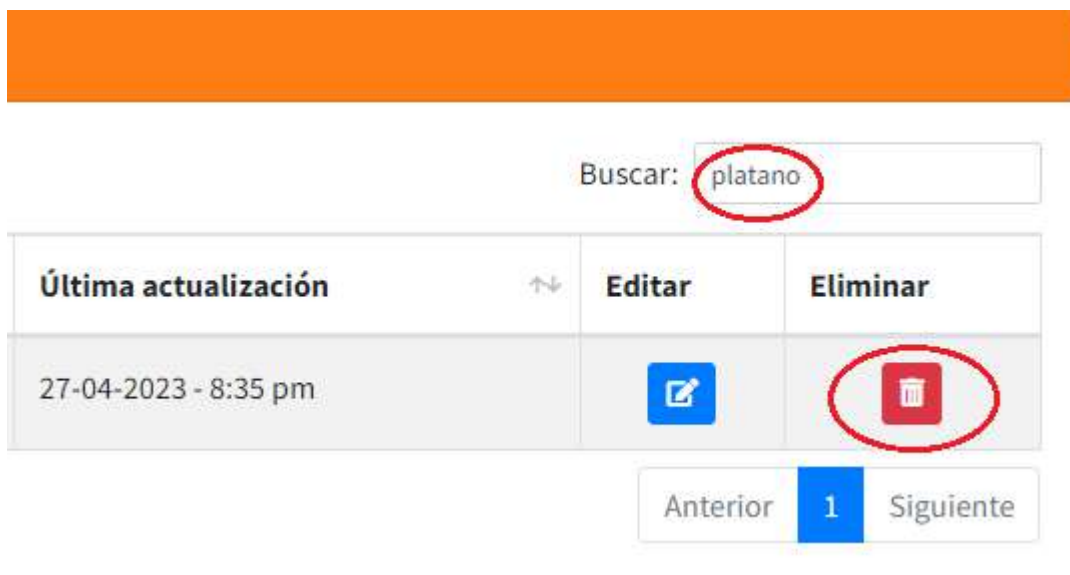 Buscar: platano
Última actualización Editar Eliminar
27-04-2023 - 8:35 pm
Anterior 1 Siguiente